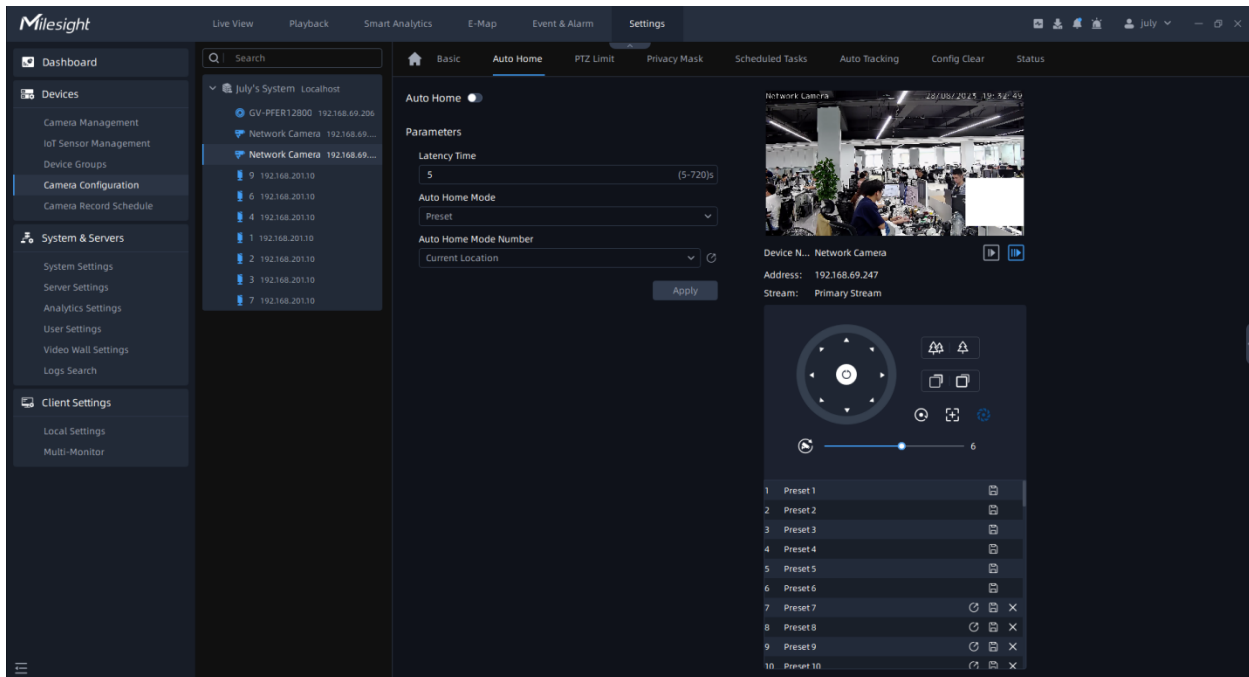 Milesight
Live View
Playback
Smart Analytics
E-Map
Event & Alarm
Settings
july
Dashboard
Devices
Camera Management
IoT Sensor Management
Device Groups
Camera Configuration
Camera Record Schedule
System & Servers
System Settings
Server Settings
Analytics Settings
User Settings
Video Wall Settings
Logs Search
Client Settings
Local Settings
Multi-Monitor
Search
July's System Localhost
GV-PFER12800 192.168.69.206
Network Camera 192.168.69....
Network Camera 192.168.69....
9 192.168.201.10
6 192.168.201.10
4 192.168.201.10
1 192.168.201.10
2 192.168.201.10
3 192.168.201.10
7 192.168.201.10
Basic
Auto Home
PTZ Limit
Privacy Mask
Scheduled Tasks
Auto Tracking
Config Clear
Status
Auto Home
Parameters
Latency Time
5 (5-720)s
Auto Home Mode
Preset
Auto Home Mode Number
Current Location
Apply
Network Camera 28/08/2023 19:32:49
Device N... Network Camera
Address: 192.168.69.247
Stream: Primary Stream
6
1 Preset 1
2 Preset 2
3 Preset 3
4 Preset 4
5 Preset 5
6 Preset 6
7 Preset 7
8 Preset 8
9 Preset 9
10 Preset 10